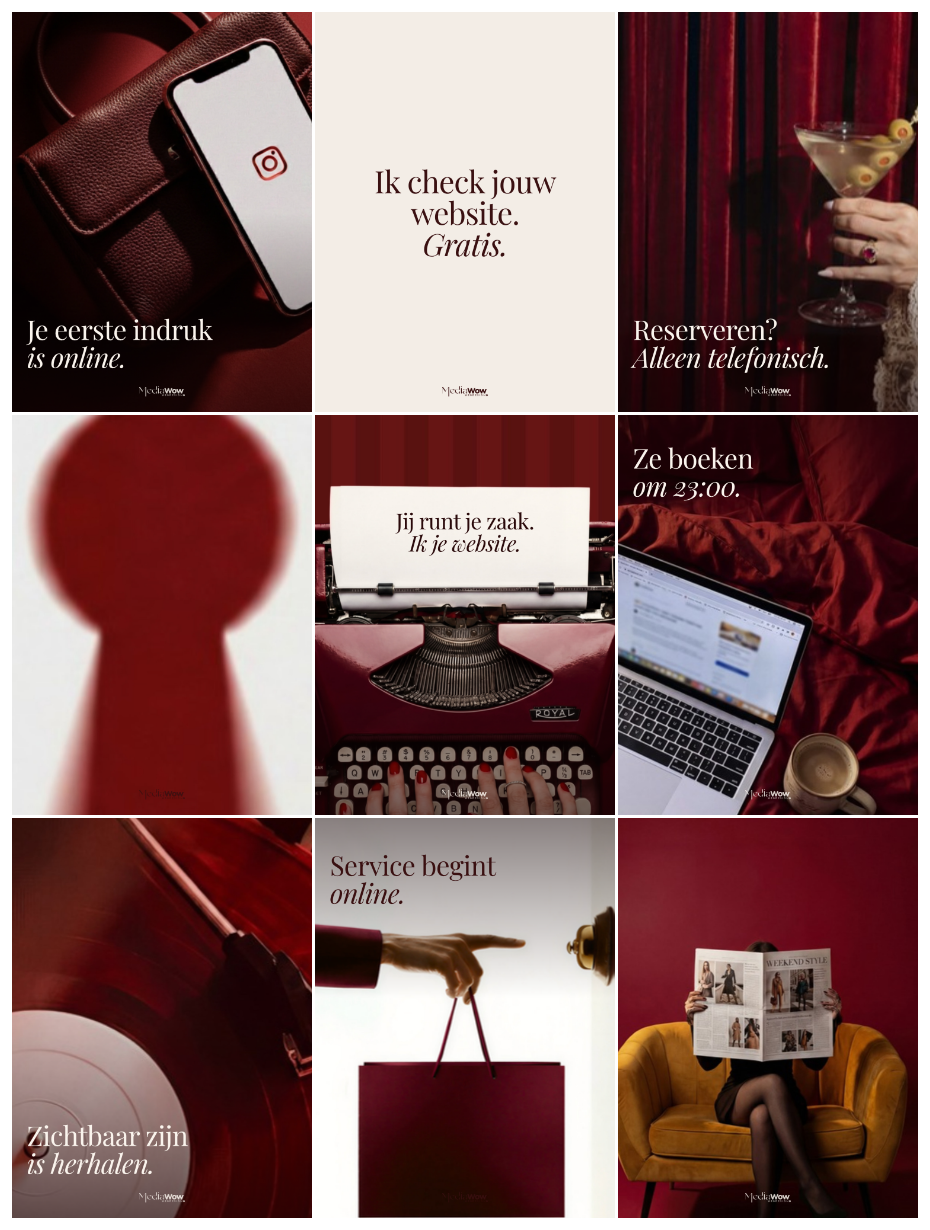 Je eerste indruk
is online.
MediaWow
Ik check jouw
website.
Gratis.
MediaWow
Reserveren?
Alleen telefonisch.
MediaWow
MediaWow
Jij runt je zaak.
Ik je website.
ROYAL
Q W E T Y I P TAB
A
MediaWow
Ze boeken
om 23:00.
MediaWow
Zichtbaar zijn
is herhalen.
MediaWow
Service begint
online.
WEEKEND STYLE
MediaWow